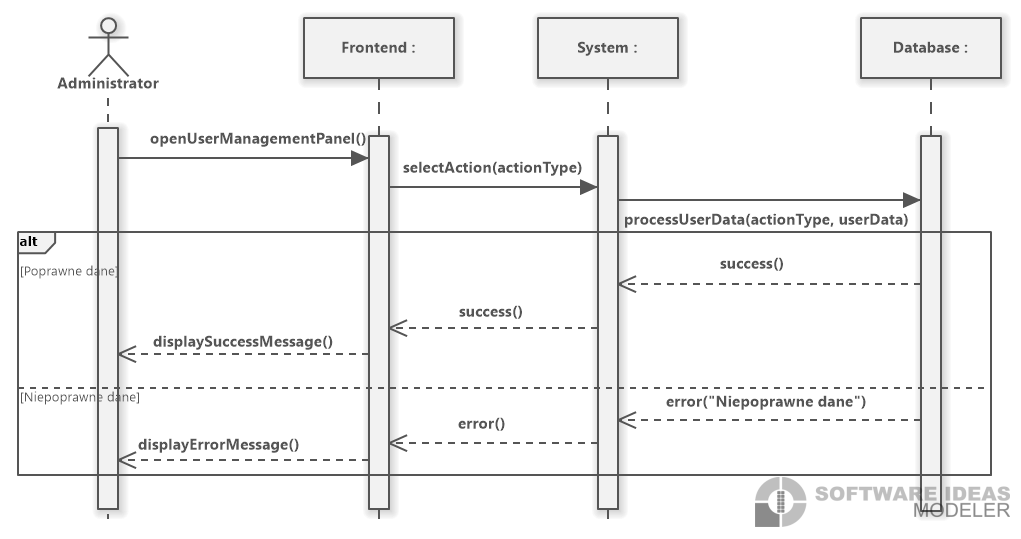 Administrator
Frontend :
System :
Database :
openUserManagementPanel()
selectAction(actionType)
processUserData(actionType, userData)
alt
[Poprawne dane]
success()
success()
displaySuccessMessage()
[Niepoprawne dane]
error("Niepoprawne dane")
error()
displayErrorMessage()
SOFTWARE IDEAS
MODELER